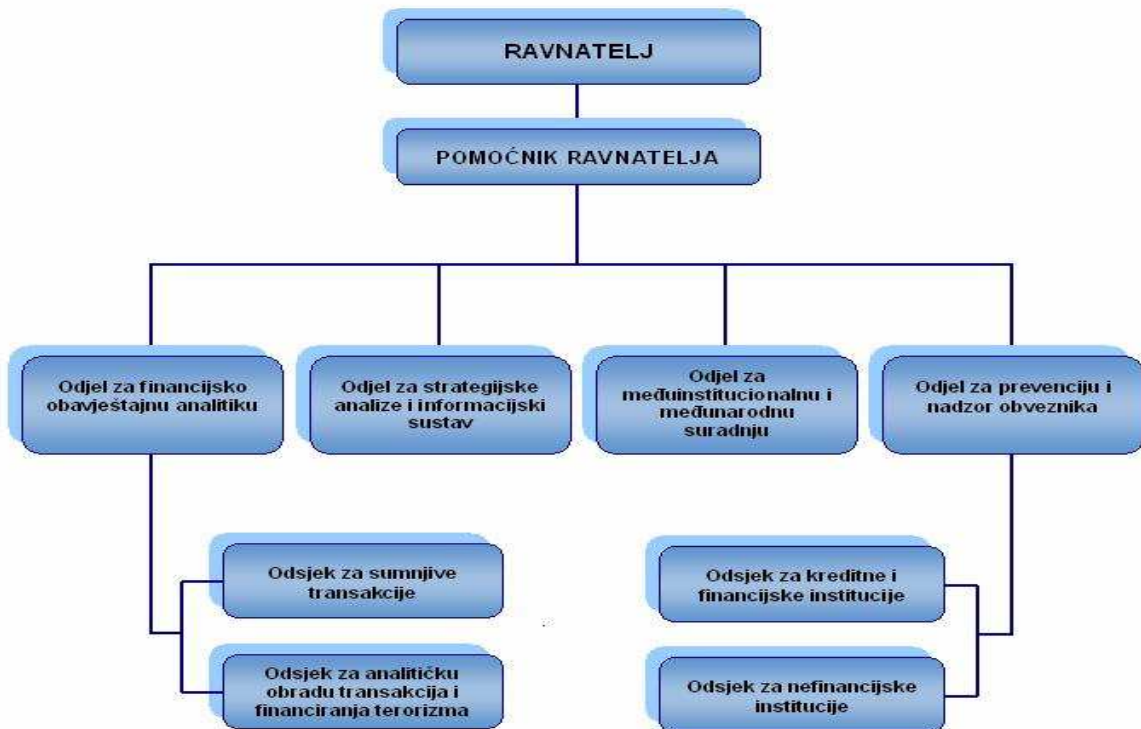 RAVNATELJ
POMOĆNIK RAVNATELJA
Odjel za financijsko
obavještajnu analitiku
Odjel za strategijske
analize i informacijski
sustav
Odjel za
međuinstitucionalnu i
međunarodnu
suradnju
Odjel za prevenciju i
nadzor obveznika
Odsjek za sumnjive
transakcije
Odsjek za analitičku
obradu transakcija i
financiranja terorizma
Odsjek za kreditne i
financijske institucije
Odsjek za nefinancijske
institucije